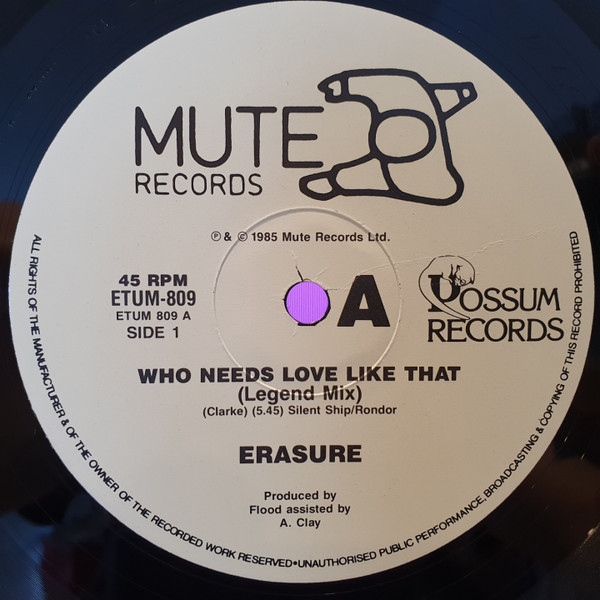 MUTE
RECORDS
℗ & © 1985 Mute Records Ltd.
45 RPM
ETUM-809
ETUM 809 A
SIDE 1
A
POSSUM
RECORDS
WHO NEEDS LOVE LIKE THAT
(Legend Mix)
(Clarke) (5.45) Silent Ship/Rondor
ERASURE
Produced by
Flood assisted by
A. Clay
ALL RIGHTS OF THE MANUFACTURER & OF THE OWNER OF THE RECORDED WORK RESERVED•UNAUTHORISED PUBLIC PERFORMANCE, BROADCASTING & COPYING OF THIS RECORD PROHIBITED